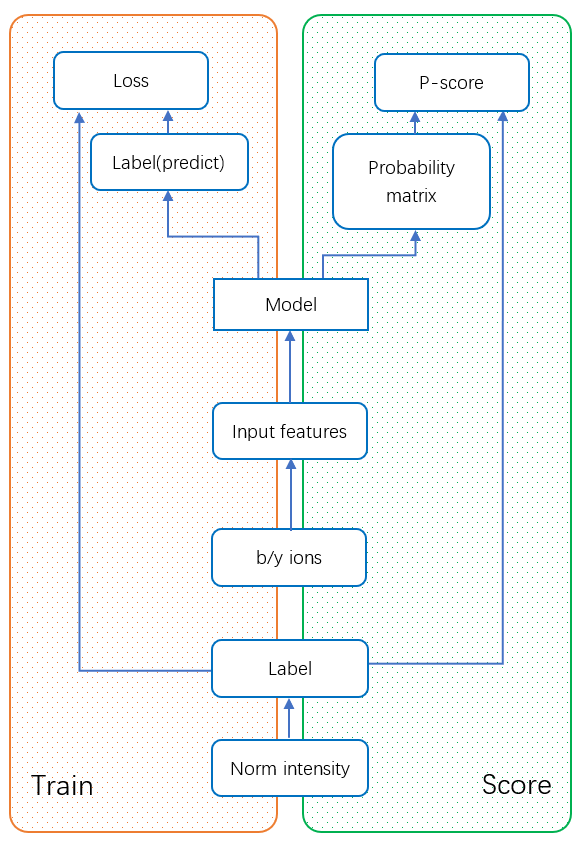 Loss
P-score
Label(predict)
Probability
matrix
Model
Input features
b/y ions
Label
Norm intensity
Train
Score